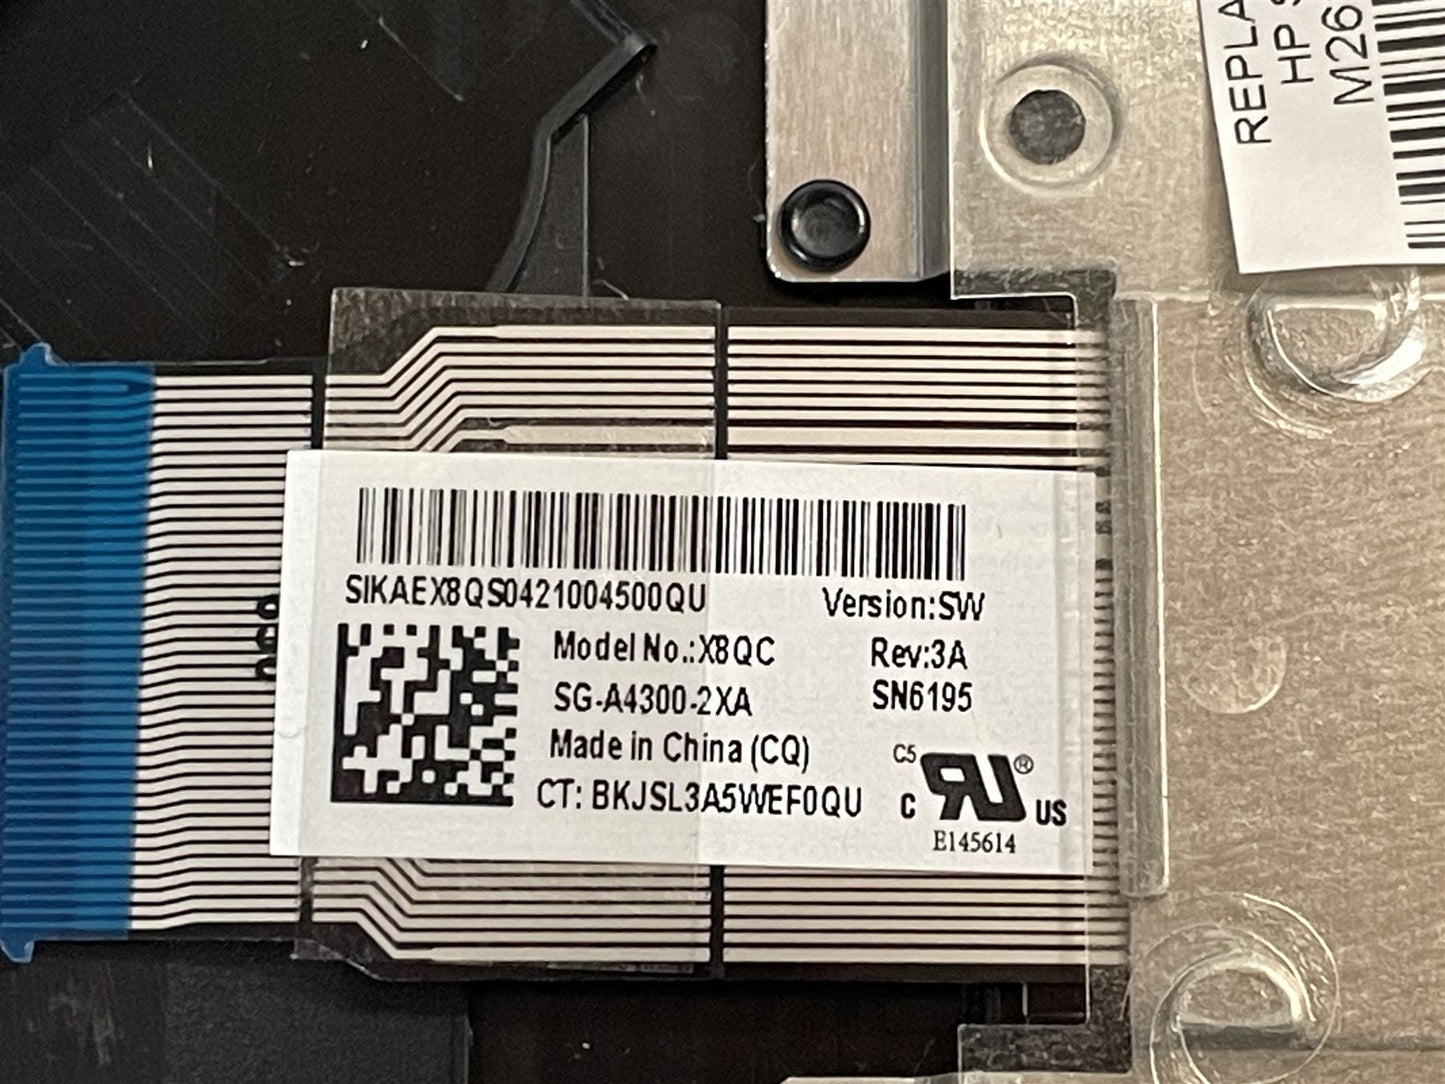 REPLA
HP S
M26
SIKAEX8QS0421004500QU
Version:SW
Model No.:X8QC
Rev:3A
SG-A4300-2XA
SN6195
Made in China (CQ)
CT: BKJSL3A5WEF0QU
C5
C
®
US
E145614